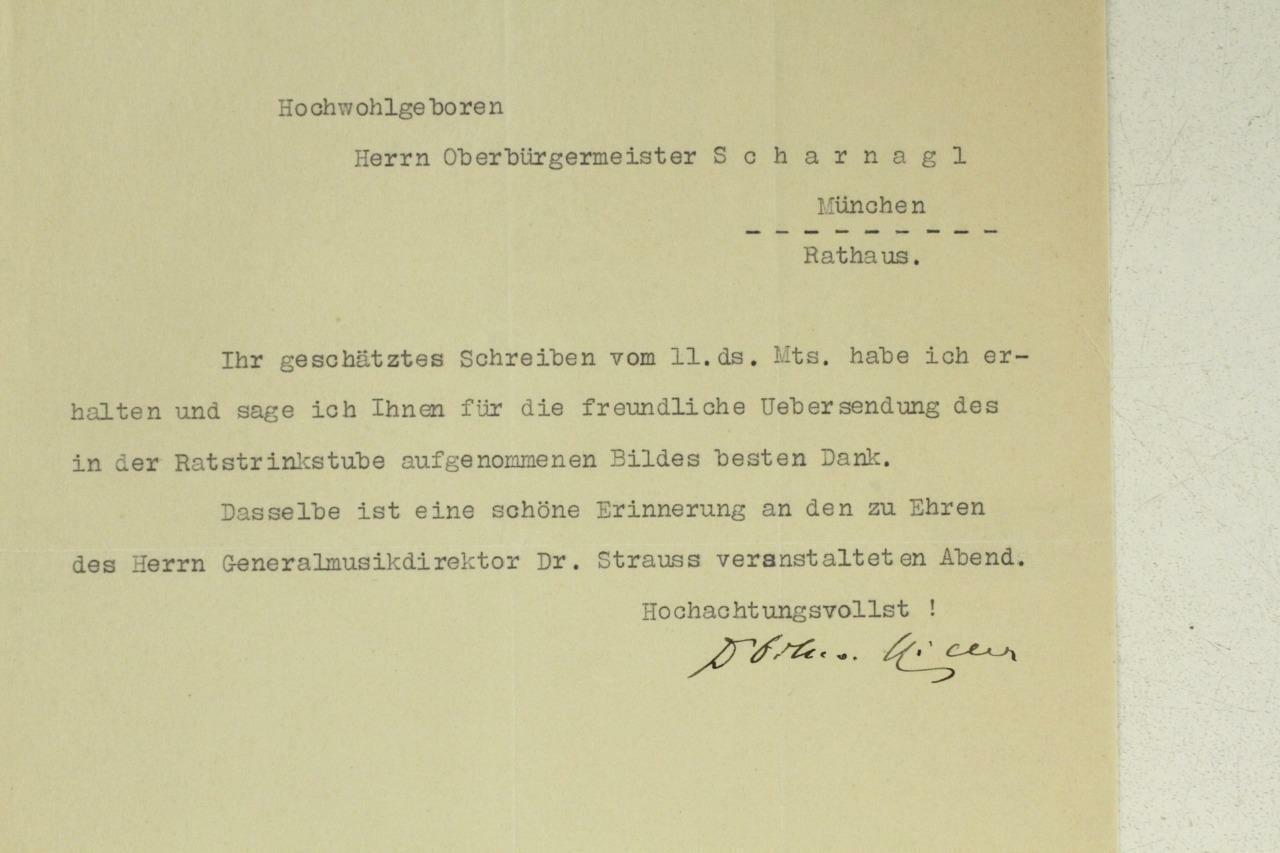 Hochwohlgeboren
Herrn Oberbürgermeister S c h a r n a g l
München
Rathaus.
Ihr geschätztes Schreiben vom 11.ds. Mts. habe ich er-
halten und sage ich Ihnen für die freundliche Uebersendung des
in der Ratstrinkstube aufgenommenen Bildes besten Dank.
Dasselbe ist eine schöne Erinnerung an den zu Ehren
des Herrn Generalmusikdirektor Dr. Strauss veranstalteten Abend.
Hochachtungsvollst !
v. Miller